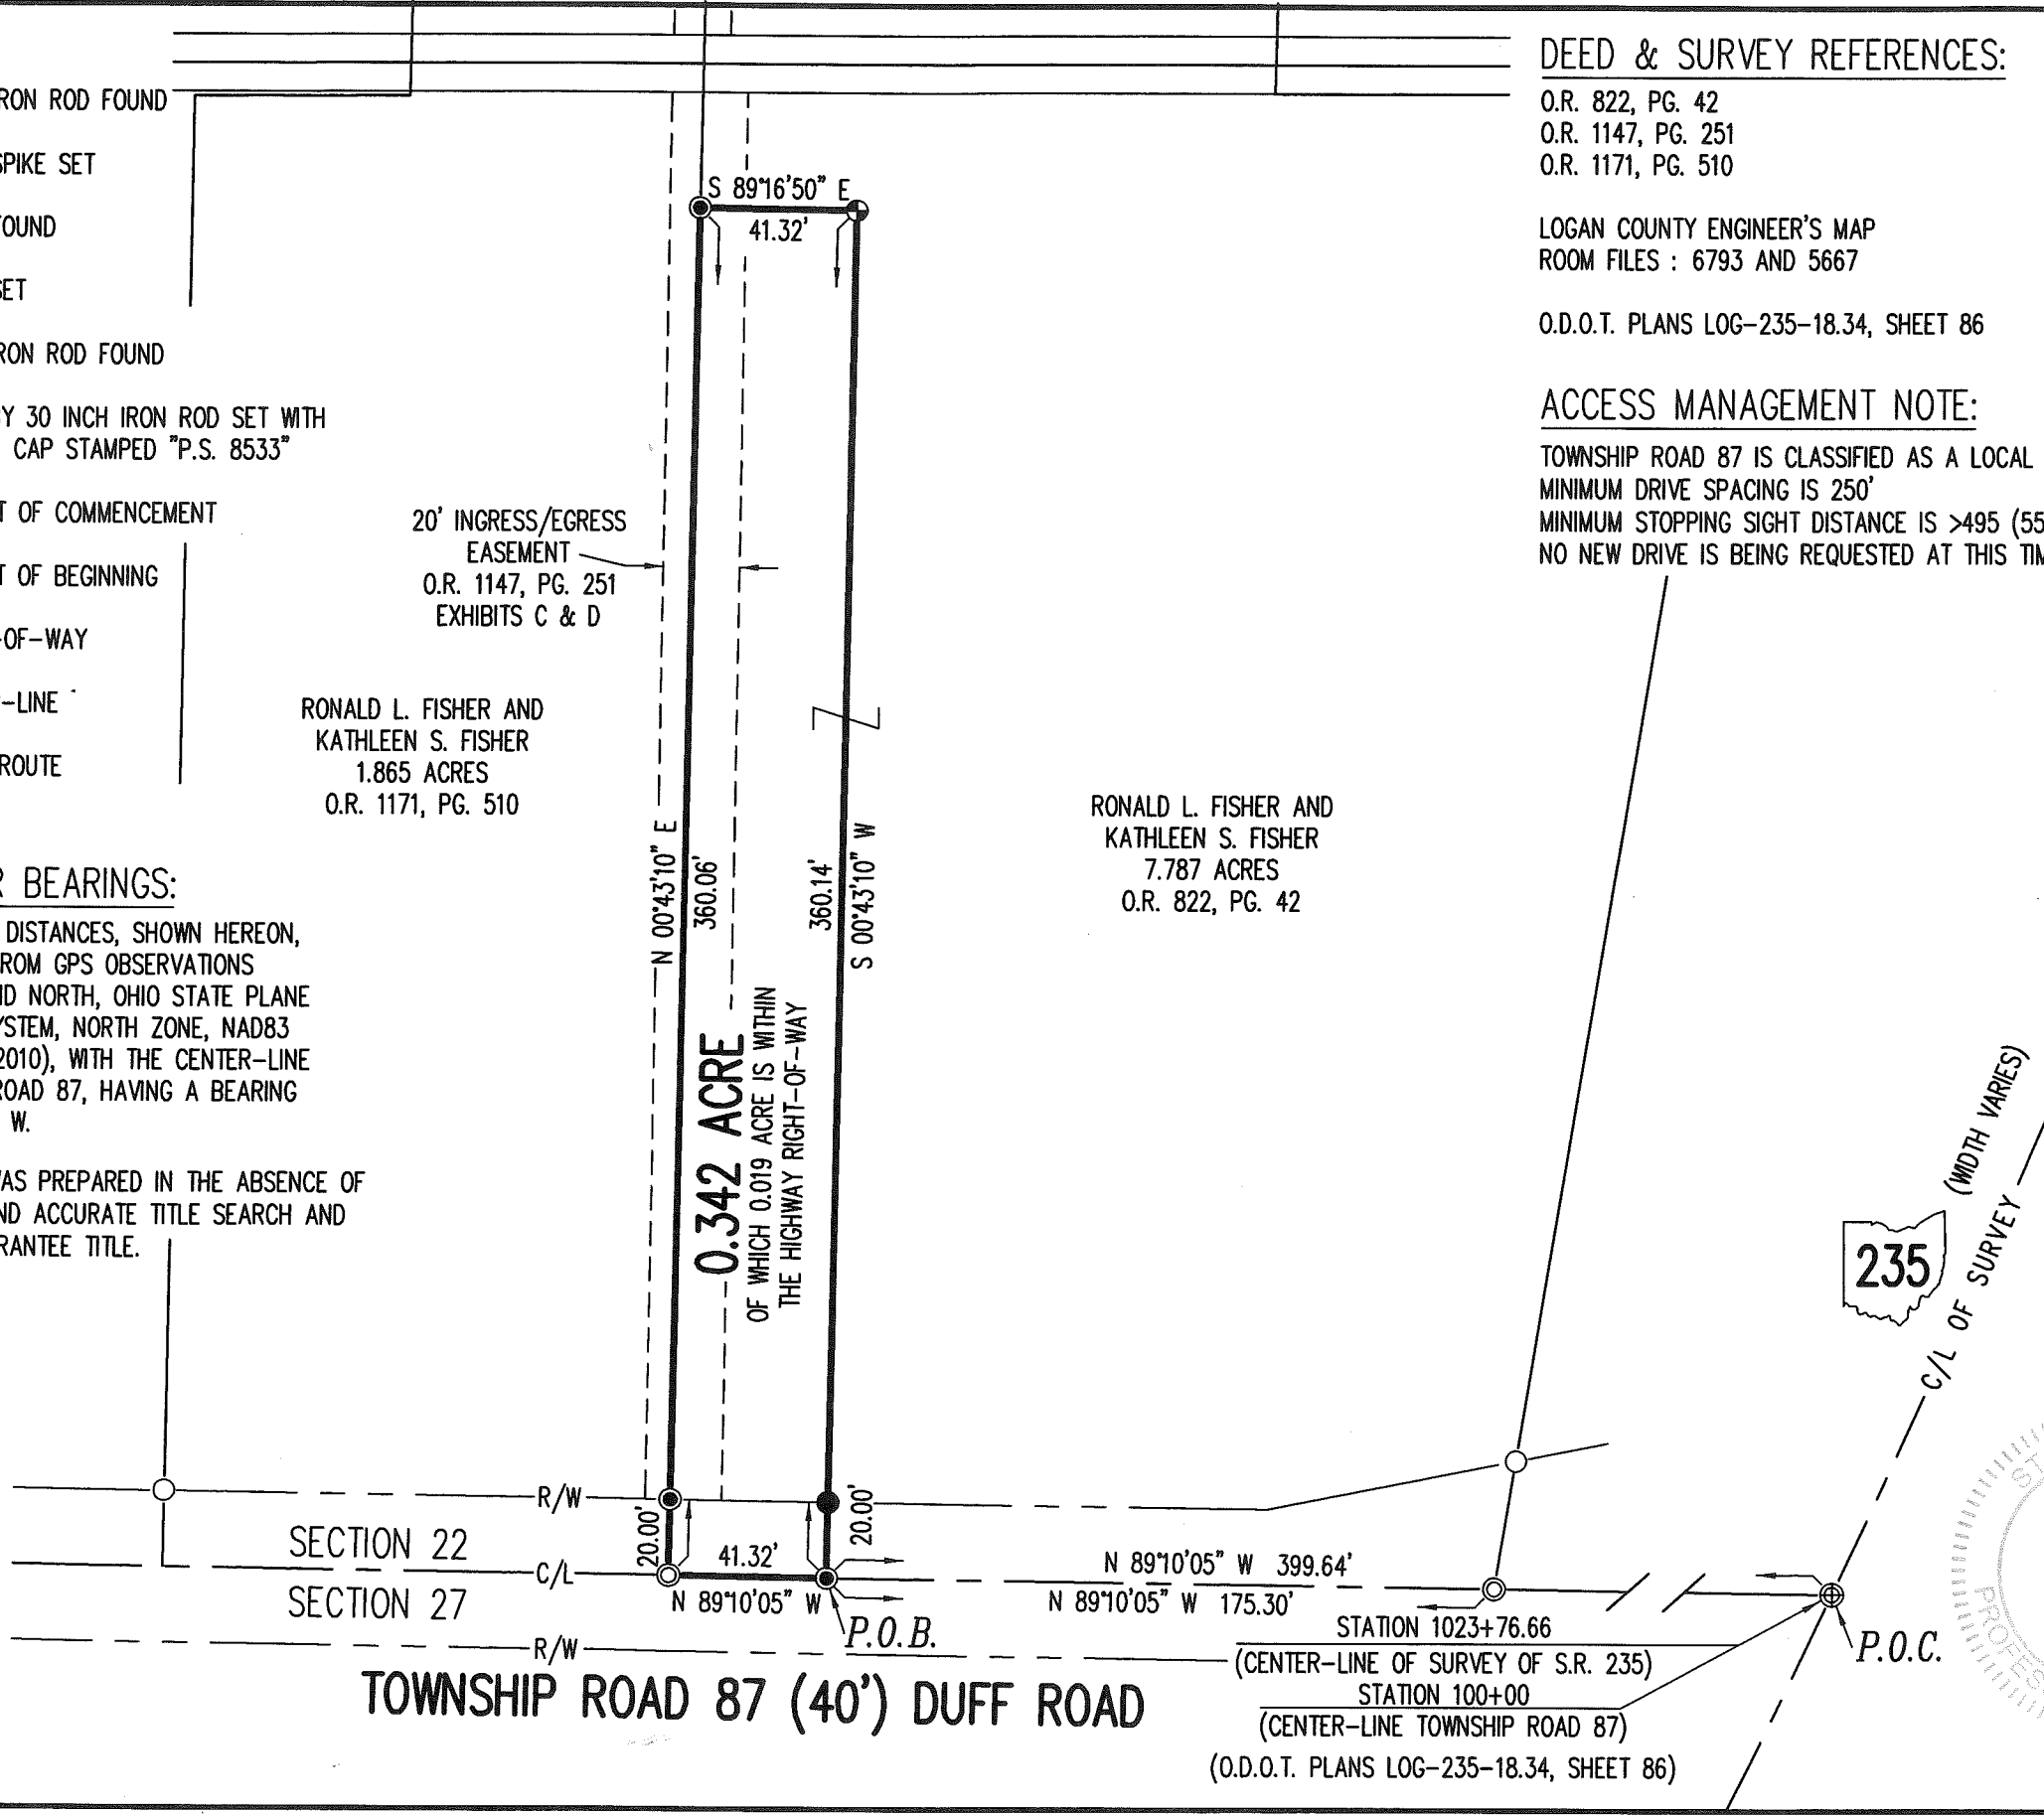 IRON ROD FOUND
SPIKE SET
FOUND
SET
IRON ROD FOUND
BY 30 INCH IRON ROD SET WITH
CAP STAMPED "P.S. 8533"
T OF COMMENCEMENT
T OF BEGINNING
-OF-WAY
-LINE
ROUTE
R BEARINGS:
DISTANCES, SHOWN HEREON,
ROM GPS OBSERVATIONS
ID NORTH, OHIO STATE PLANE
YSTEM, NORTH ZONE, NAD83
2010), WITH THE CENTER-LINE
ROAD 87, HAVING A BEARING
W.
WAS PREPARED IN THE ABSENCE OF
ND ACCURATE TITLE SEARCH AND
RANTEE TITLE.
S 89°16'50" E
41.32'
20' INGRESS/EGRESS
EASEMENT
O.R. 1147, PG. 251
EXHIBITS C & D
RONALD L. FISHER AND
KATHLEEN S. FISHER
1.865 ACRES
O.R. 1171, PG. 510
N 00°43'10" E
360.06'
360.14'
S 00°43'10" W
0.342 ACRE
OF WHICH 0.019 ACRE IS WITHIN
THE HIGHWAY RIGHT-OF-WAY
RONALD L. FISHER AND
KATHLEEN S. FISHER
7.787 ACRES
O.R. 822, PG. 42
DEED & SURVEY REFERENCES:
O.R. 822, PG. 42
O.R. 1147, PG. 251
O.R. 1171, PG. 510
LOGAN COUNTY ENGINEER'S MAP
ROOM FILES : 6793 AND 5667
O.D.O.T. PLANS LOG-235-18.34, SHEET 86
ACCESS MANAGEMENT NOTE:
TOWNSHIP ROAD 87 IS CLASSIFIED AS A LOCAL
MINIMUM DRIVE SPACING IS 250'
MINIMUM STOPPING SIGHT DISTANCE IS >495 (55
NO NEW DRIVE IS BEING REQUESTED AT THIS TIM
(WIDTH VARIES)
235
C/L OF SURVEY
R/W
20.00'
20.00'
SECTION 22
41.32'
C/L
N 89°10'05" W 399.64'
SECTION 27
N 89°10'05" W
N 89°10'05" W 175.30'
P.O.B.
R/W
STATION 1023+76.66
P.O.C.
(CENTER-LINE OF SURVEY OF S.R. 235)
TOWNSHIP ROAD 87 (40') DUFF ROAD
STATION 100+00
(CENTER-LINE TOWNSHIP ROAD 87)
(O.D.O.T. PLANS LOG-235-18.34, SHEET 86)
ST
PROFES